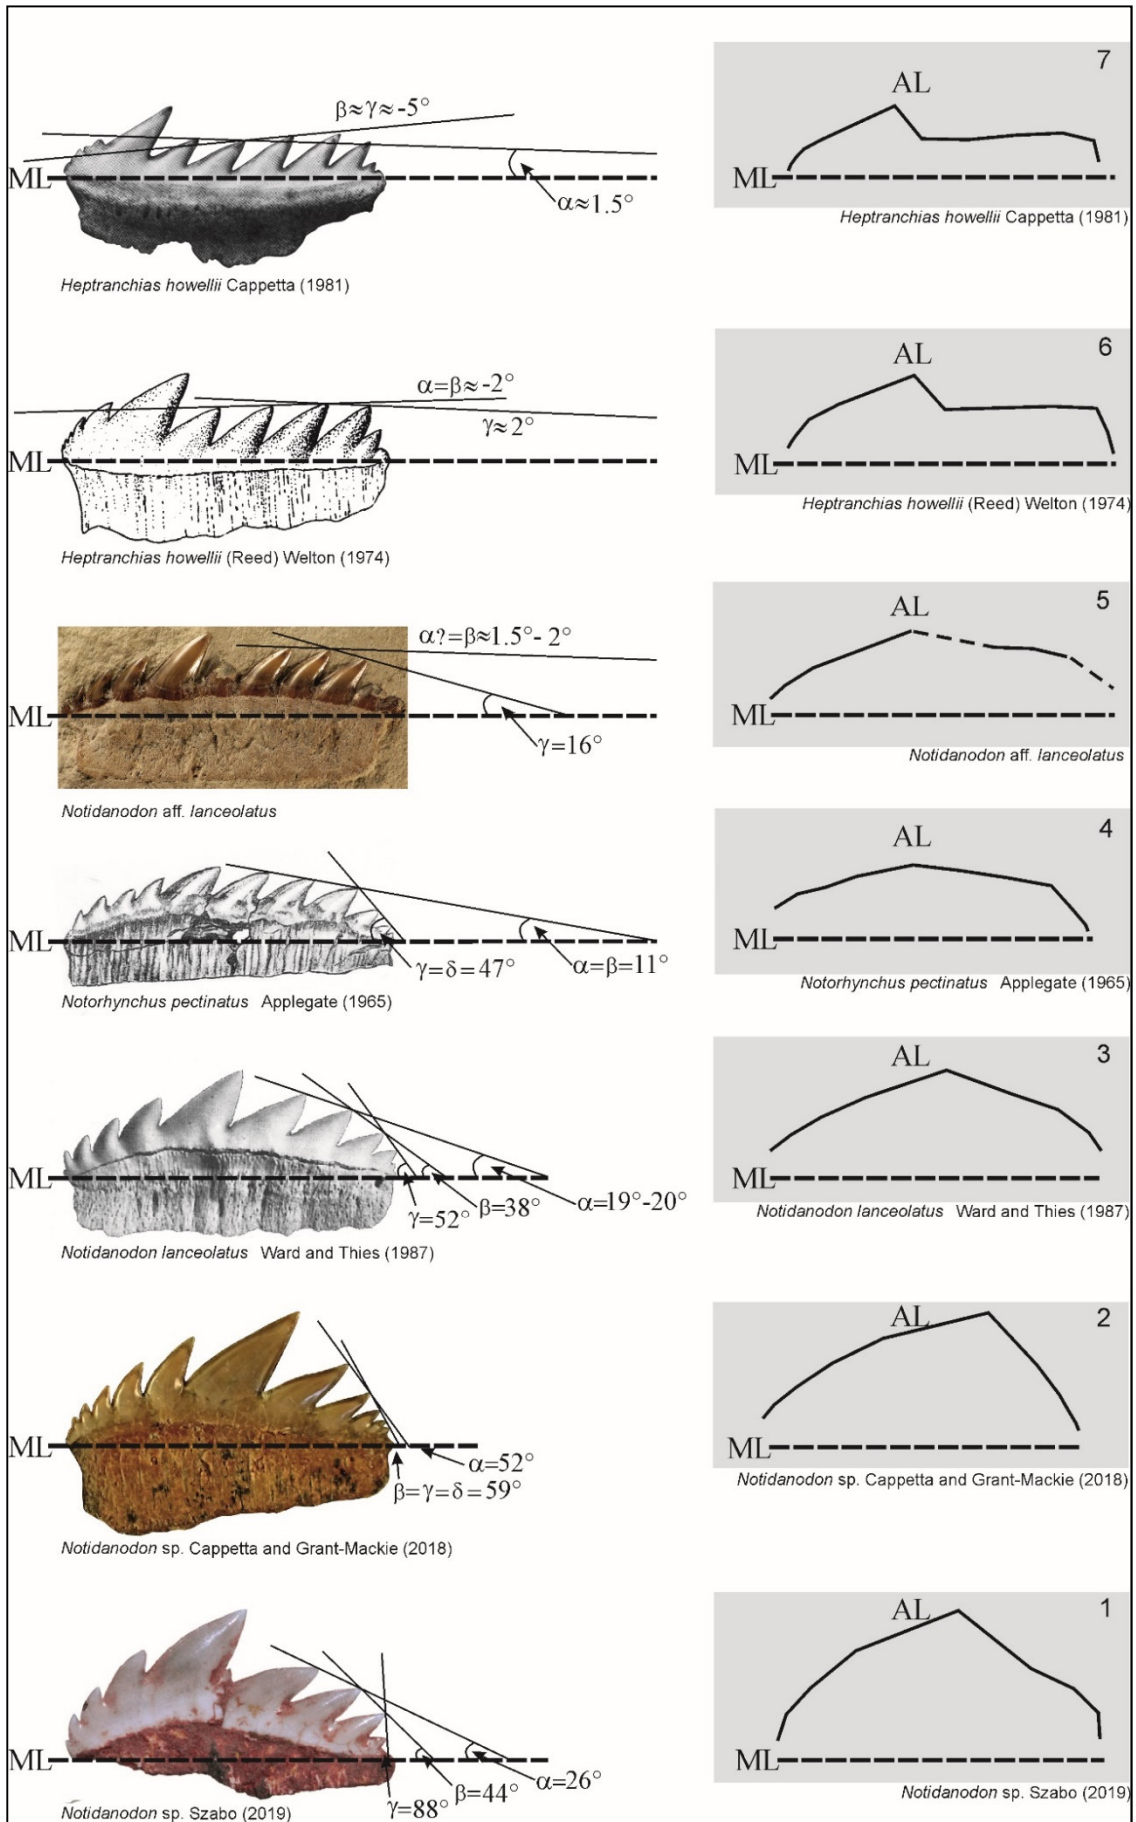 β≈γ≈-5°
ML
α≈1.5°
Heptranchias howellii Cappetta (1981)
7
AL
ML
Heptranchias howellii Cappetta (1981)
α=β≈-2°
γ≈2°
ML
Heptranchias howellii (Reed) Welton (1974)
6
AL
ML
Heptranchias howellii (Reed) Welton (1974)
α?=β≈1.5°-2°
ML
γ=16°
Notidanodon aff. lanceolatus
5
AL
ML
Notidanodon aff. lanceolatus
ML
γ=δ=47°
α=β=11°
Notorhynchus pectinatus Applegate (1965)
4
AL
ML
Notorhynchus pectinatus Applegate (1965)
ML
γ=52°
β=38°
α=19°-20°
Notidanodon lanceolatus Ward and Thies (1987)
3
AL
ML
Notidanodon lanceolatus Ward and Thies (1987)
ML
α=52°
β=γ=δ=59°
Notidanodon sp. Cappetta and Grant-Mackie (2018)
2
AL
ML
Notidanodon sp. Cappetta and Grant-Mackie (2018)
ML
γ=88°
β=44°
α=26°
Notidanodon sp. Szabo (2019)
1
AL
ML
Notidanodon sp. Szabo (2019)